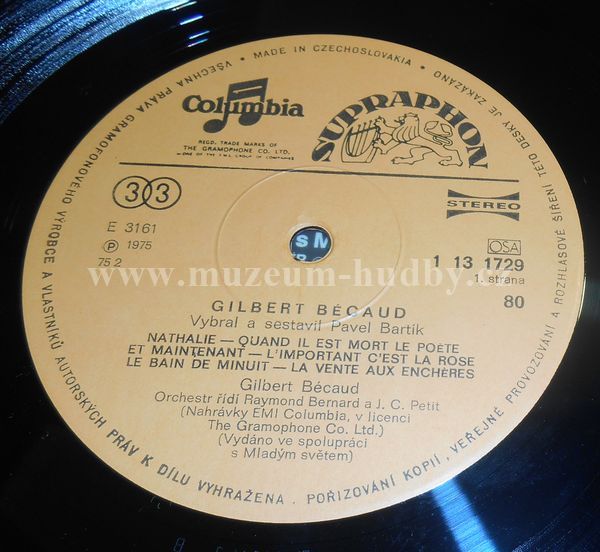 VŠECHNA PRÁVA GRAMOFONOVÉHO VÝROBCE A VLASTNÍKŮ AUTORSKÝCH PRÁV K DÍLU VYHRAŽENA . POŘIZOVÁNÍ KOPIÍ, VEŘEJNÉ PROVOZOVÁNÍ A ROZHLASOVÉ ŠÍŘENÍ TÉTO DESKY JE ZAKÁZÁNO
• MADE IN CZECHOSLOVAKIA •
Columbia
REGD. TRADE MARKS OF
THE GRAMOPHONE CO. LTD.
SUPRAPHON
33
STEREO
E 3161
℗ 1975
75 2
OSA
1 13 1729
1. strana
80
www.muzeum-hudby.cz
GILBERT BÉCAUD
Vybral a sestavil Pavel Bartík
NATHALIE — QUAND IL EST MORT LE POÈTE
ET MAINTENANT — L'IMPORTANT C'EST LA ROSE
LE BAIN DE MINUIT — LA VENTE AUX ENCHÈRES
Gilbert Bécaud
Orchestr řídí Raymond Bernard a J. C. Petit
(Nahrávky EMI Columbia, v licenci
The Gramophone Co. Ltd.)
(Vydáno ve spolupráci
s Mladým světem)